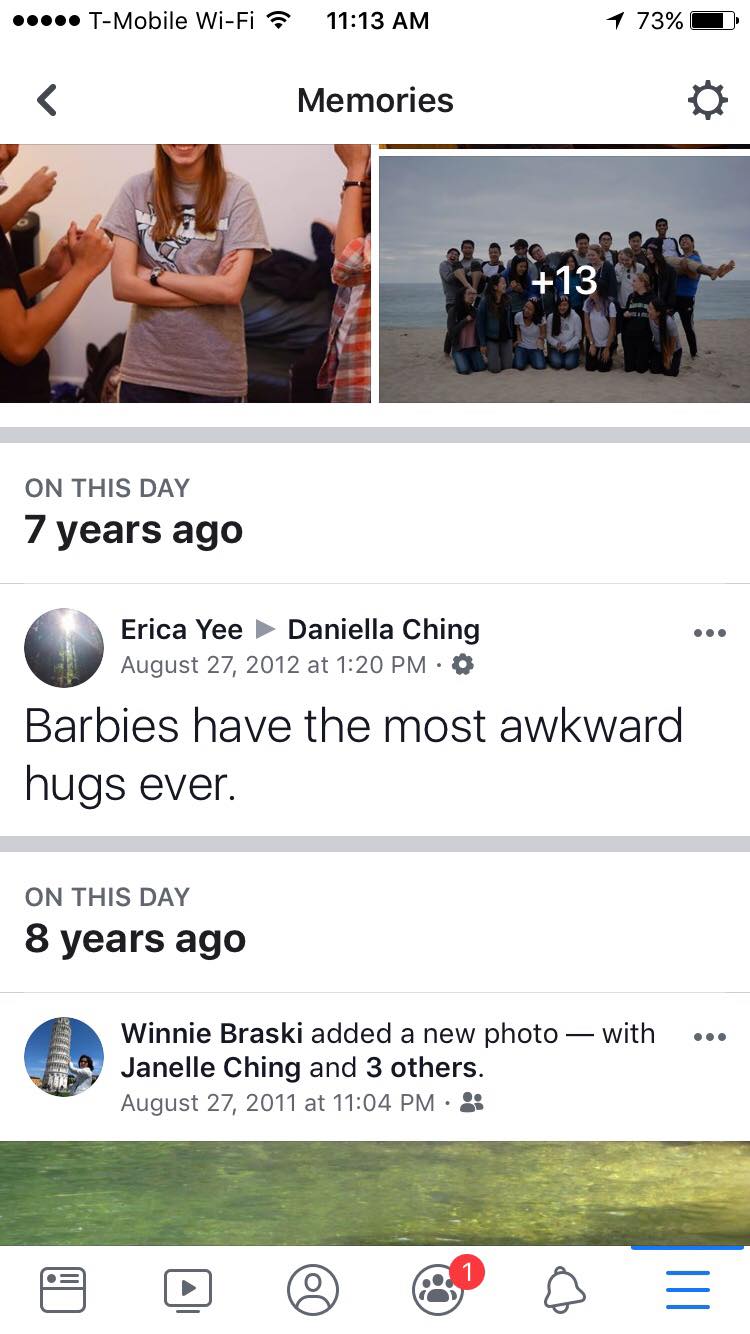 T-Mobile Wi-Fi 11:13 AM 73%
Memories
+13
ON THIS DAY
7 years ago
Erica Yee ▶ Daniella Ching
August 27, 2012 at 1:20 PM ·
Barbies have the most awkward
hugs ever.
ON THIS DAY
8 years ago
Winnie Braski added a new photo — with
Janelle Ching and 3 others.
August 27, 2011 at 11:04 PM ·
1